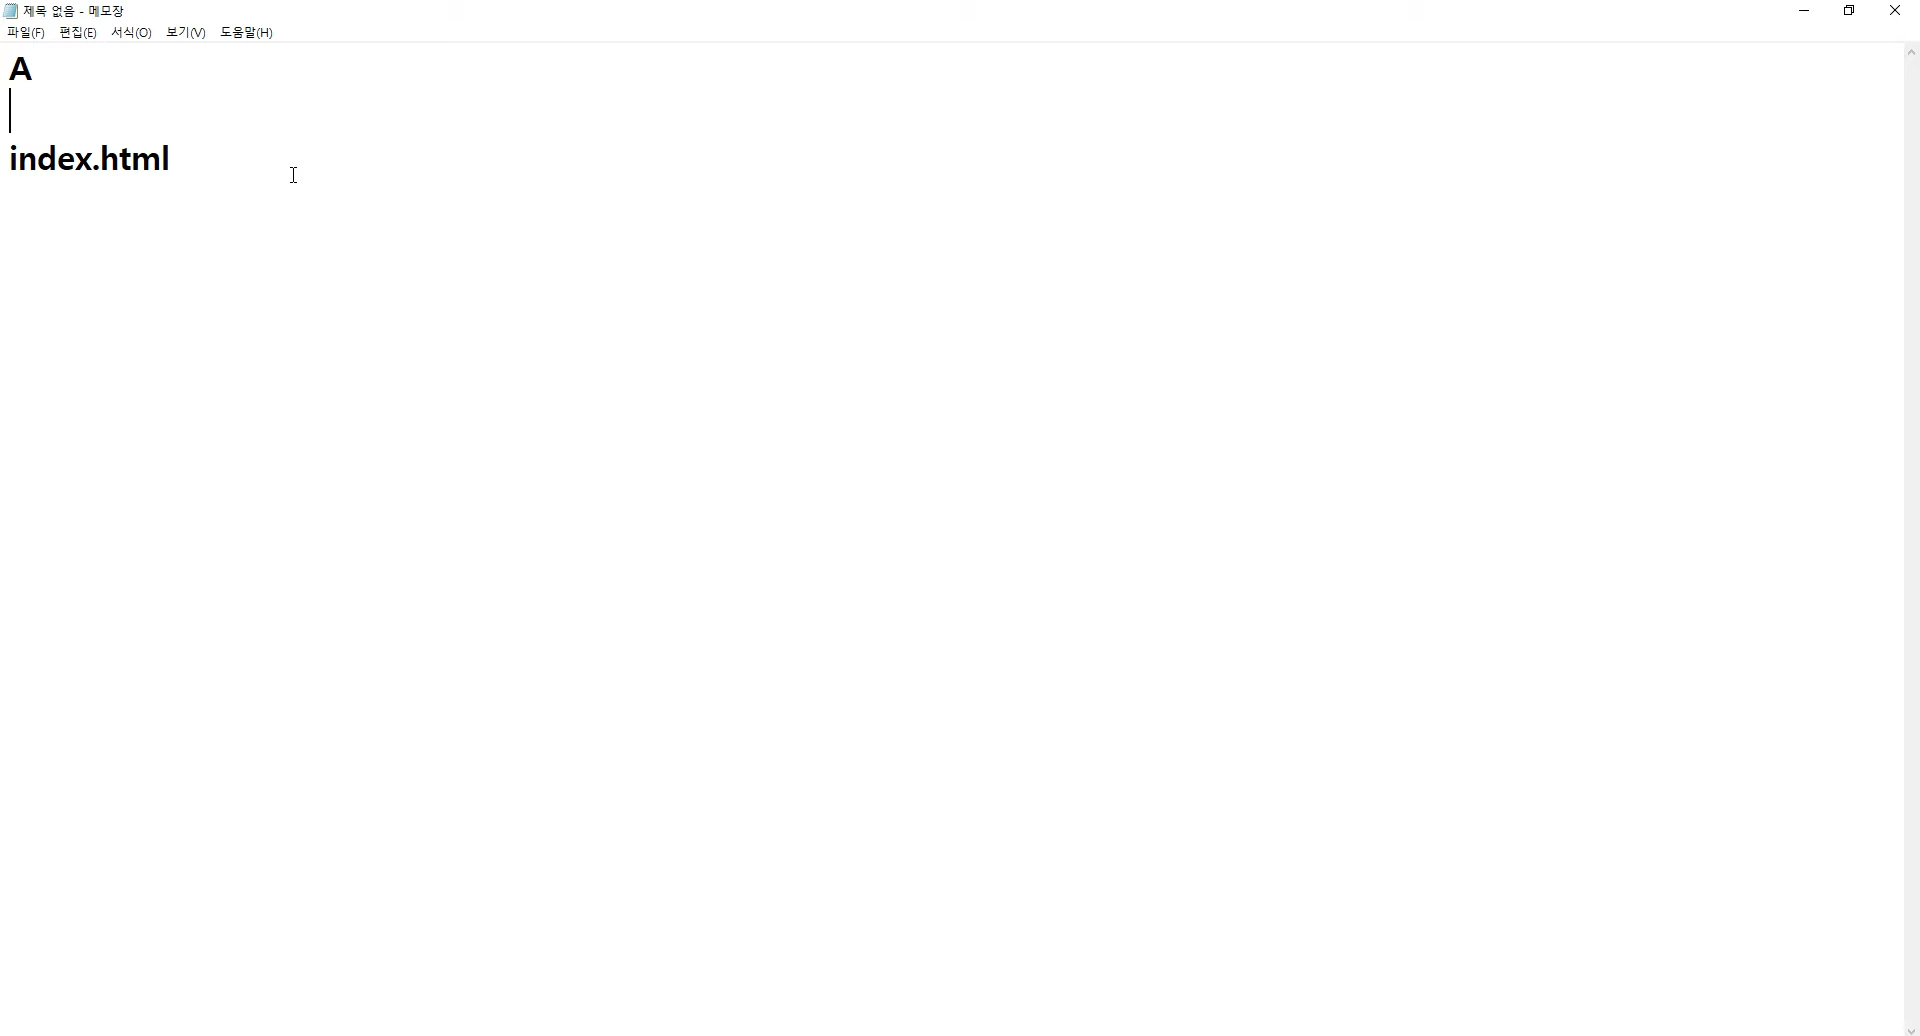 제목 없음 - 메모장
파일(F) 편집(E) 서식(O) 보기(V) 도움말(H)
A
index.html